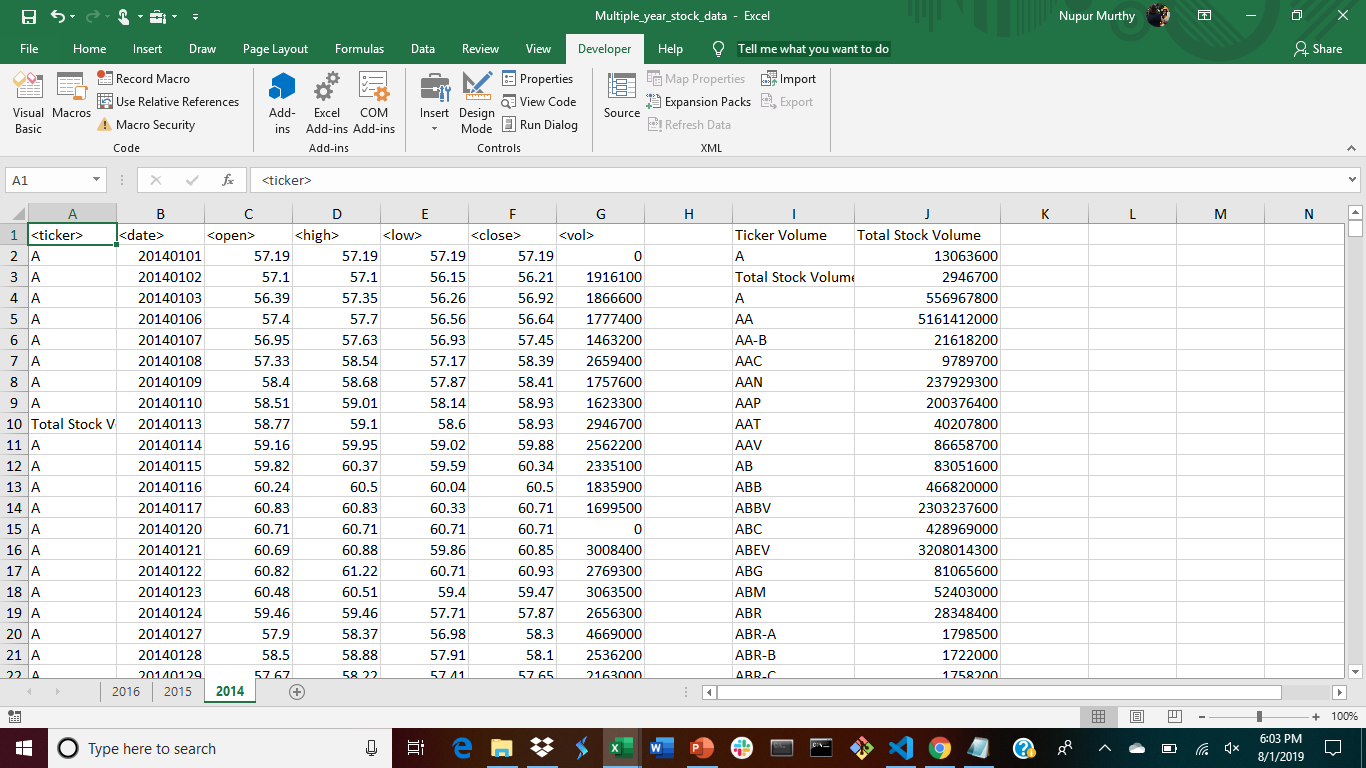 Multiple_year_stock_data - Excel
Nupur Murthy
File Home Insert Draw Page Layout Formulas Data Review View Developer Help Tell me what you want to do Share
Visual Basic
Macros
Record Macro
Use Relative References
Macro Security
Code
Add-ins
Excel Add-ins
COM Add-ins
Add-ins
Insert
Design Mode
Properties
View Code
Run Dialog
Controls
Source
Map Properties
Expansion Packs
Refresh Data
Import
Export
XML
A1 fx <ticker>
A B C D E F G H I J K L M N
1 <ticker> <date> <open> <high> <low> <close> <vol> Ticker Volume Total Stock Volume
2 A 20140101 57.19 57.19 57.19 57.19 0 A 13063600
3 A 20140102 57.1 57.1 56.15 56.21 1916100 Total Stock Volume 2946700
4 A 20140103 56.39 57.35 56.26 56.92 1866600 A 556967800
5 A 20140106 57.4 57.7 56.56 56.64 1777400 AA 5161412000
6 A 20140107 56.95 57.63 56.93 57.45 1463200 AA-B 21618200
7 A 20140108 57.33 58.54 57.17 58.39 2659400 AAC 9789700
8 A 20140109 58.4 58.68 57.87 58.41 1757600 AAN 237929300
9 A 20140110 58.51 59.01 58.14 58.93 1623300 AAP 200376400
10 Total Stock V 20140113 58.77 59.1 58.6 58.93 2946700 AAT 40207800
11 A 20140114 59.16 59.95 59.02 59.88 2562200 AAV 86658700
12 A 20140115 59.82 60.37 59.59 60.34 2335100 AB 83051600
13 A 20140116 60.24 60.5 60.04 60.5 1835900 ABB 466820000
14 A 20140117 60.83 60.83 60.33 60.71 1699500 ABBV 2303237600
15 A 20140120 60.71 60.71 60.71 60.71 0 ABC 428969000
16 A 20140121 60.69 60.88 59.86 60.85 3008400 ABEV 3208014300
17 A 20140122 60.82 61.22 60.71 60.93 2769300 ABG 81065600
18 A 20140123 60.48 60.51 59.4 59.47 3063500 ABM 52403000
19 A 20140124 59.46 59.46 57.71 57.87 2656300 ABR 28348400
20 A 20140127 57.9 58.37 56.98 58.3 4669000 ABR-A 1798500
21 A 20140128 58.5 58.88 57.91 58.1 2536200 ABR-B 1722000
22 A 20140129 57.67 58.22 57.41 57.65 2163000 ABR-C 1758200
2016 2015 2014
100%
Type here to search
6:03 PM
8/1/2019